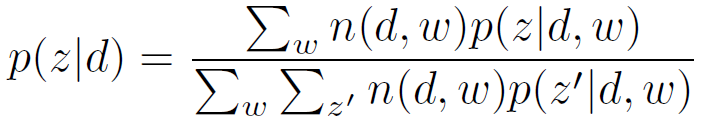 p(z|d) = \frac{\sum_w n(d, w)p(z|d, w)}{\sum_w \sum_{z'} n(d, w)p(z'|d, w)}